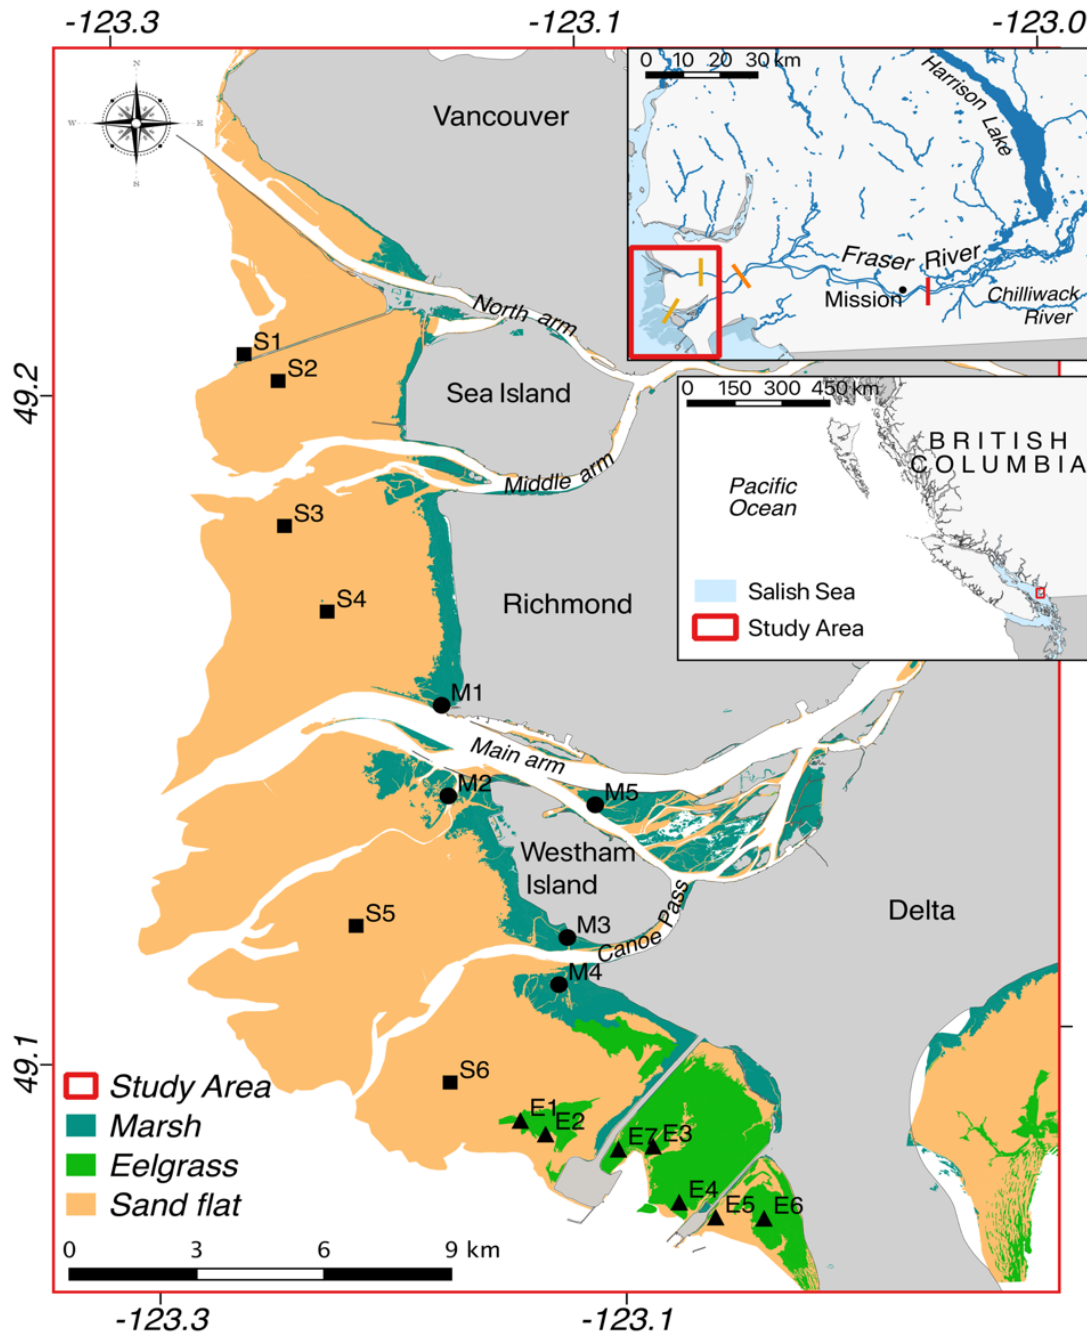 -123.3
-123.1
-123.0
N
W
E
S
Vancouver
0 10 20 30 km
Harrison
Lake
Fraser River
Mission
Chilliwack
River
North arm
S1
S2
49.2
Sea Island
0 150 300 450 km
BRITISH
COLUMBIA
Middle arm
Pacific
Ocean
S3
Salish Sea
S4
Richmond
Study Area
M1
Main arm
M2
M5
Westham
Island
S5
Delta
M3
Canoe Pass
M4
49.1
S6
Study Area
E1
Marsh
E2
E7
E3
Eelgrass
Sand flat
E4
E5
E6
0 3 6 9 km
-123.3
-123.1